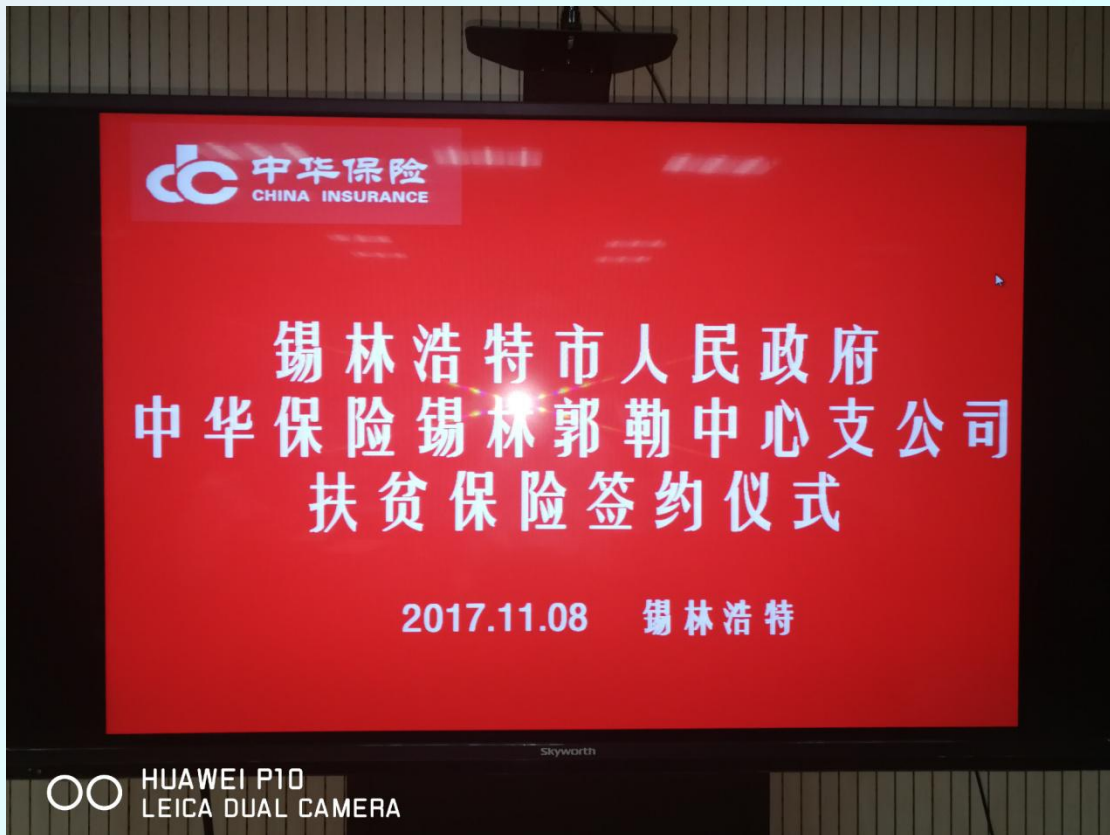 中华保险
CHINA INSURANCE
锡林浩特市人民政府
中华保险锡林郭勒中心支公司
扶贫保险签约仪式
2017.11.08 锡林浩特
Skyworth
HUAWEI P10
LEICA DUAL CAMERA